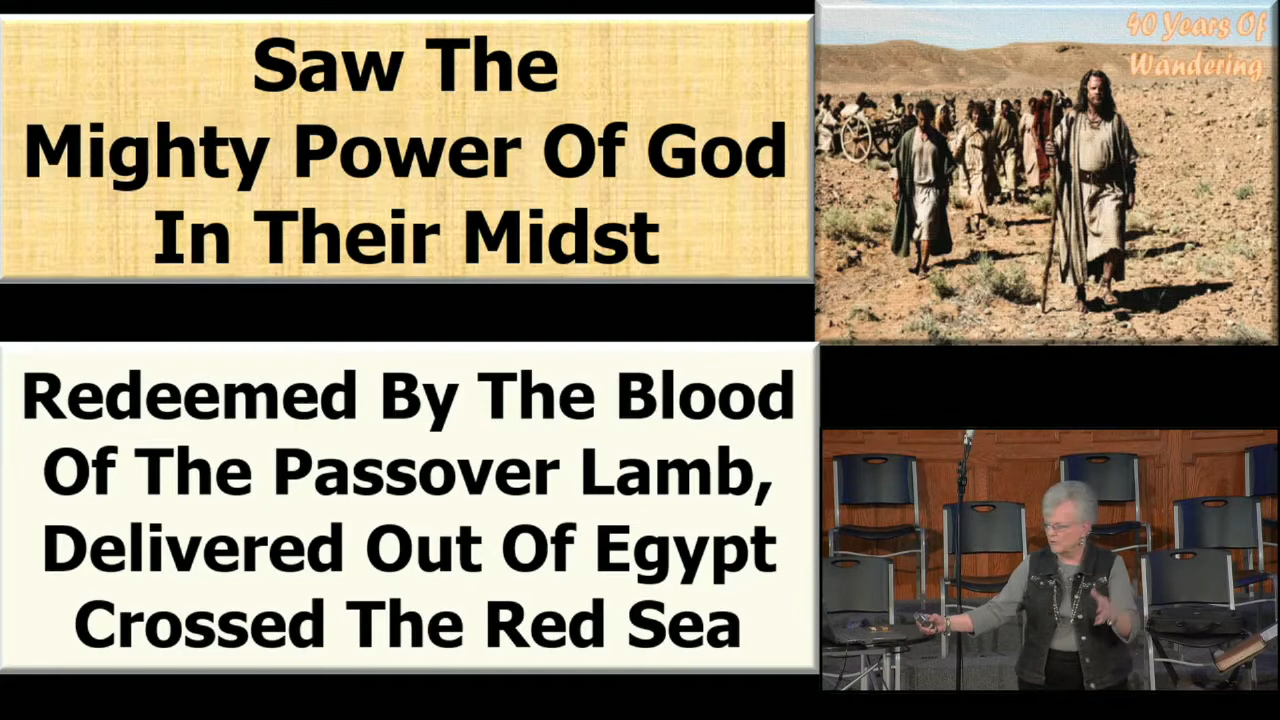 Saw The
Mighty Power Of God
In Their Midst
40 Years Of
Wandering
Redeemed By The Blood
Of The Passover Lamb,
Delivered Out Of Egypt
Crossed The Red Sea